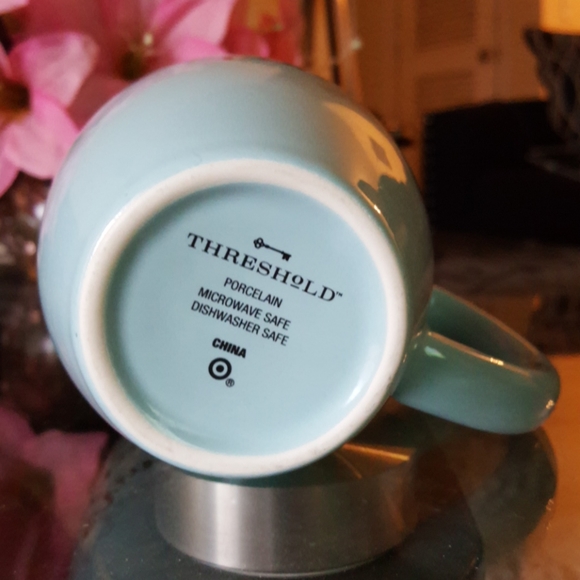 THRESHOLD™
PORCELAIN
MICROWAVE SAFE
DISHWASHER SAFE
CHINA
®